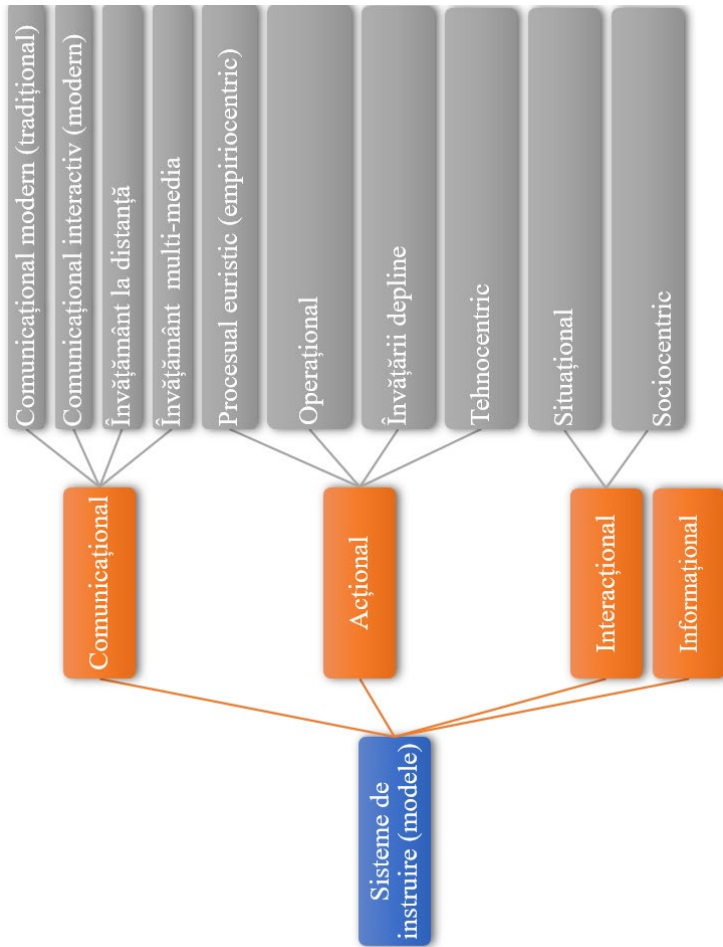 Sisteme de
instruire (modele)
Comunicațional
Comunicațional modern (tradițional)
Comunicațional interactiv (modern)
Învățământ la distanță
Învățământ  multi-media
Acțional
Procesual euristic (empiriocentric)
Operațional
Învățării depline
Tehnocentric
Interacțional
Situațional
Sociocentric
Informațional